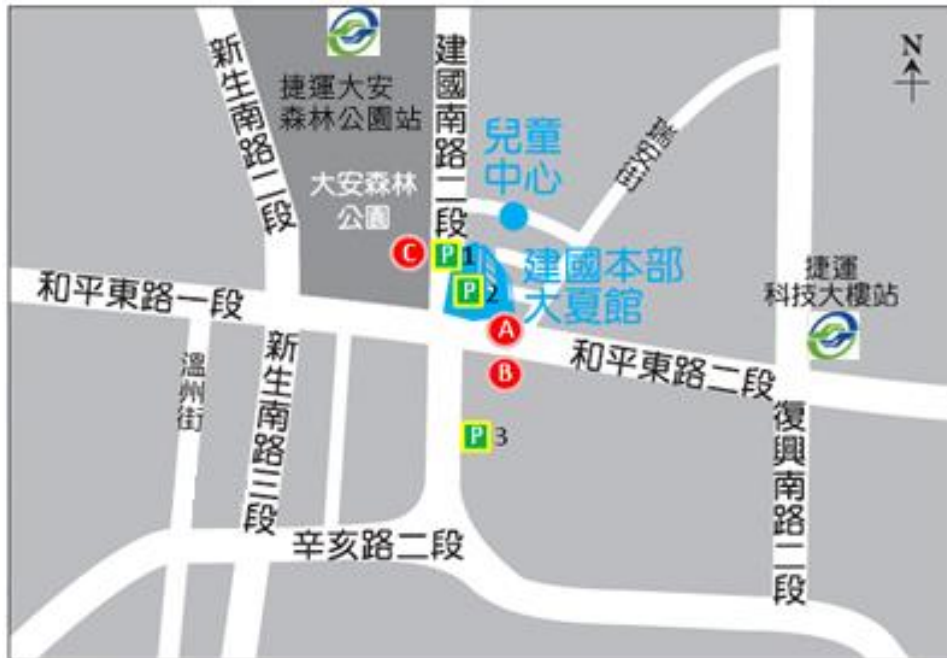 新生南路二段
捷運大安
森林公園站
大安森林
公園
建國南路二段
兒童
中心
瑞安街
N
C
P 1
P 2
建國本部
大夏館
捷運
科技大樓站
和平東路一段
A
B
和平東路二段
溫州街
新生南路三段
P 3
復興南路二段
辛亥路二段